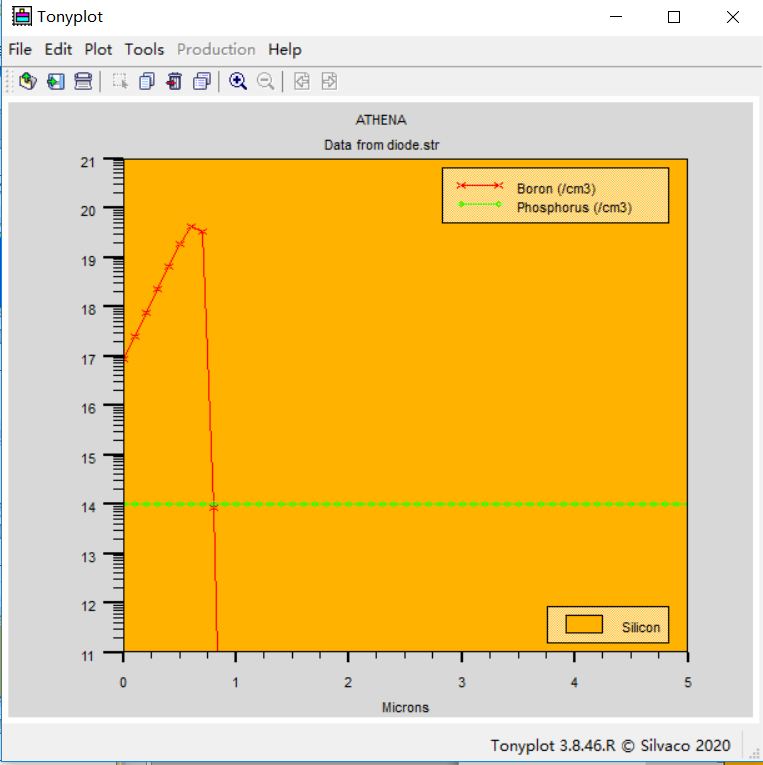 Tonyplot
File Edit Plot Tools Production Help
ATHENA
Data from diode.str
21
20
19
18
17
16
15
14
13
12
11
Boron (/cm3)
Phosphorus (/cm3)
Silicon
0 1 2 3 4 5
Microns
Tonyplot 3.8.46.R © Silvaco 2020